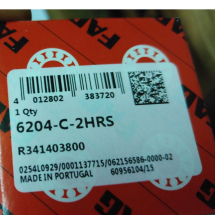 4 012802 383720
1 Qty
6204-C-2HRS
R341403800
0254L0929/0001137715/062156586-0000-02
MADE IN PORTUGAL 60956104/15